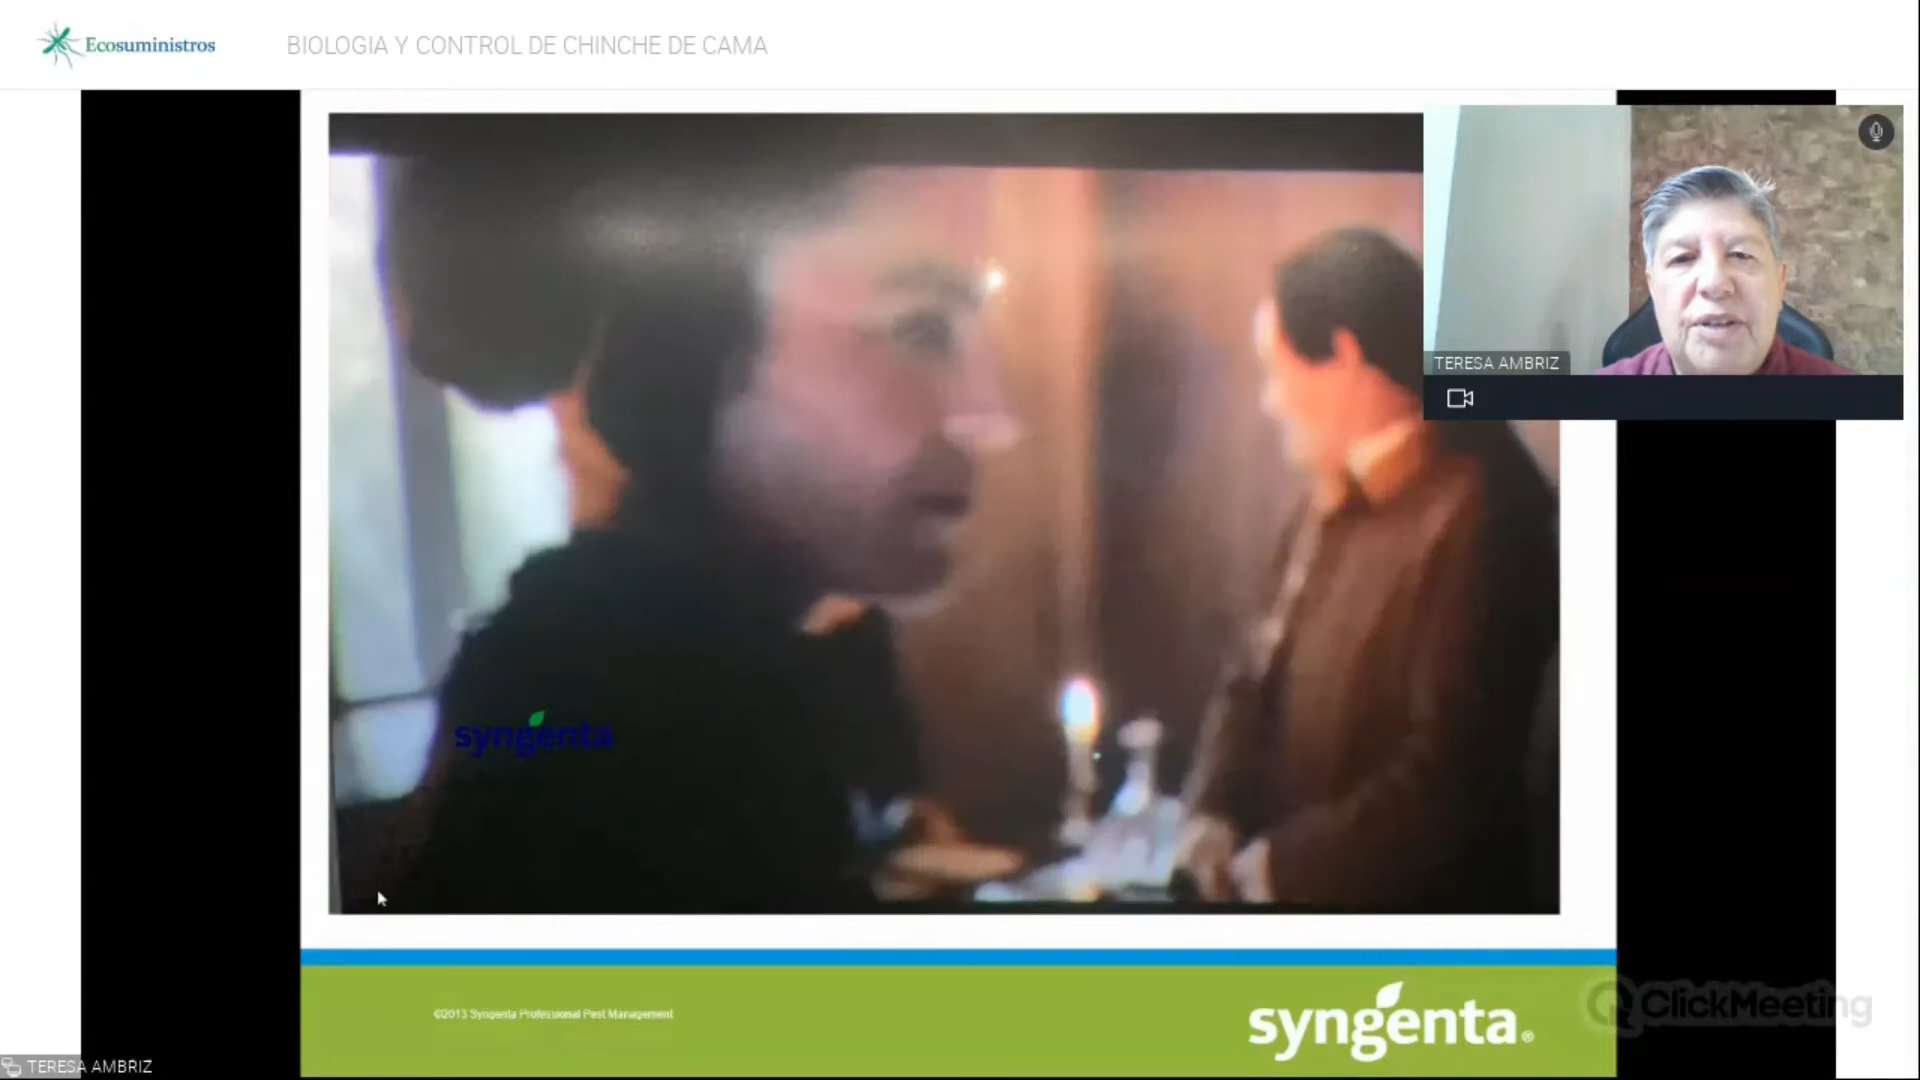 Ecosuministros
BIOLOGIA Y CONTROL DE CHINCHE DE CAMA
TERESA AMBRIZ
syngenta
©2013 Syngenta Professional Pest Management
syngenta®
ClickMeeting
TERESA AMBRIZ